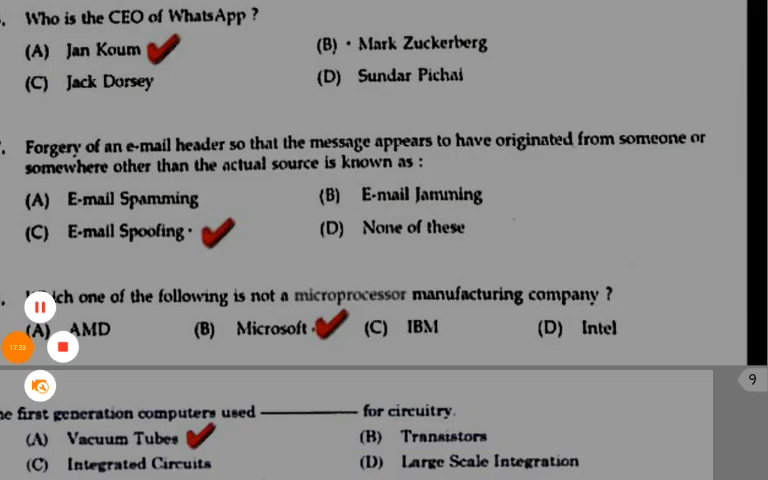 . Who is the CEO of WhatsApp ?
(A) Jan Koum (B) · Mark Zuckerberg
(C) Jack Dorsey (D) Sundar Pichai
. Forgery of an e-mail header so that the message appears to have originated from someone or
somewhere other than the actual source is known as :
(A) E-mail Spamming (B) E-mail Jamming
(C) E-mail Spoofing · (D) None of these
. one of the following is not a microprocessor manufacturing company ?
(A) AMD (B) Microsoft · (C) IBM (D) Intel
17:33
9
first generation computers used ________ for circuitry.
(A) Vacuum Tubes (B) Transistors
(C) Integrated Circuits (D) Large Scale Integration